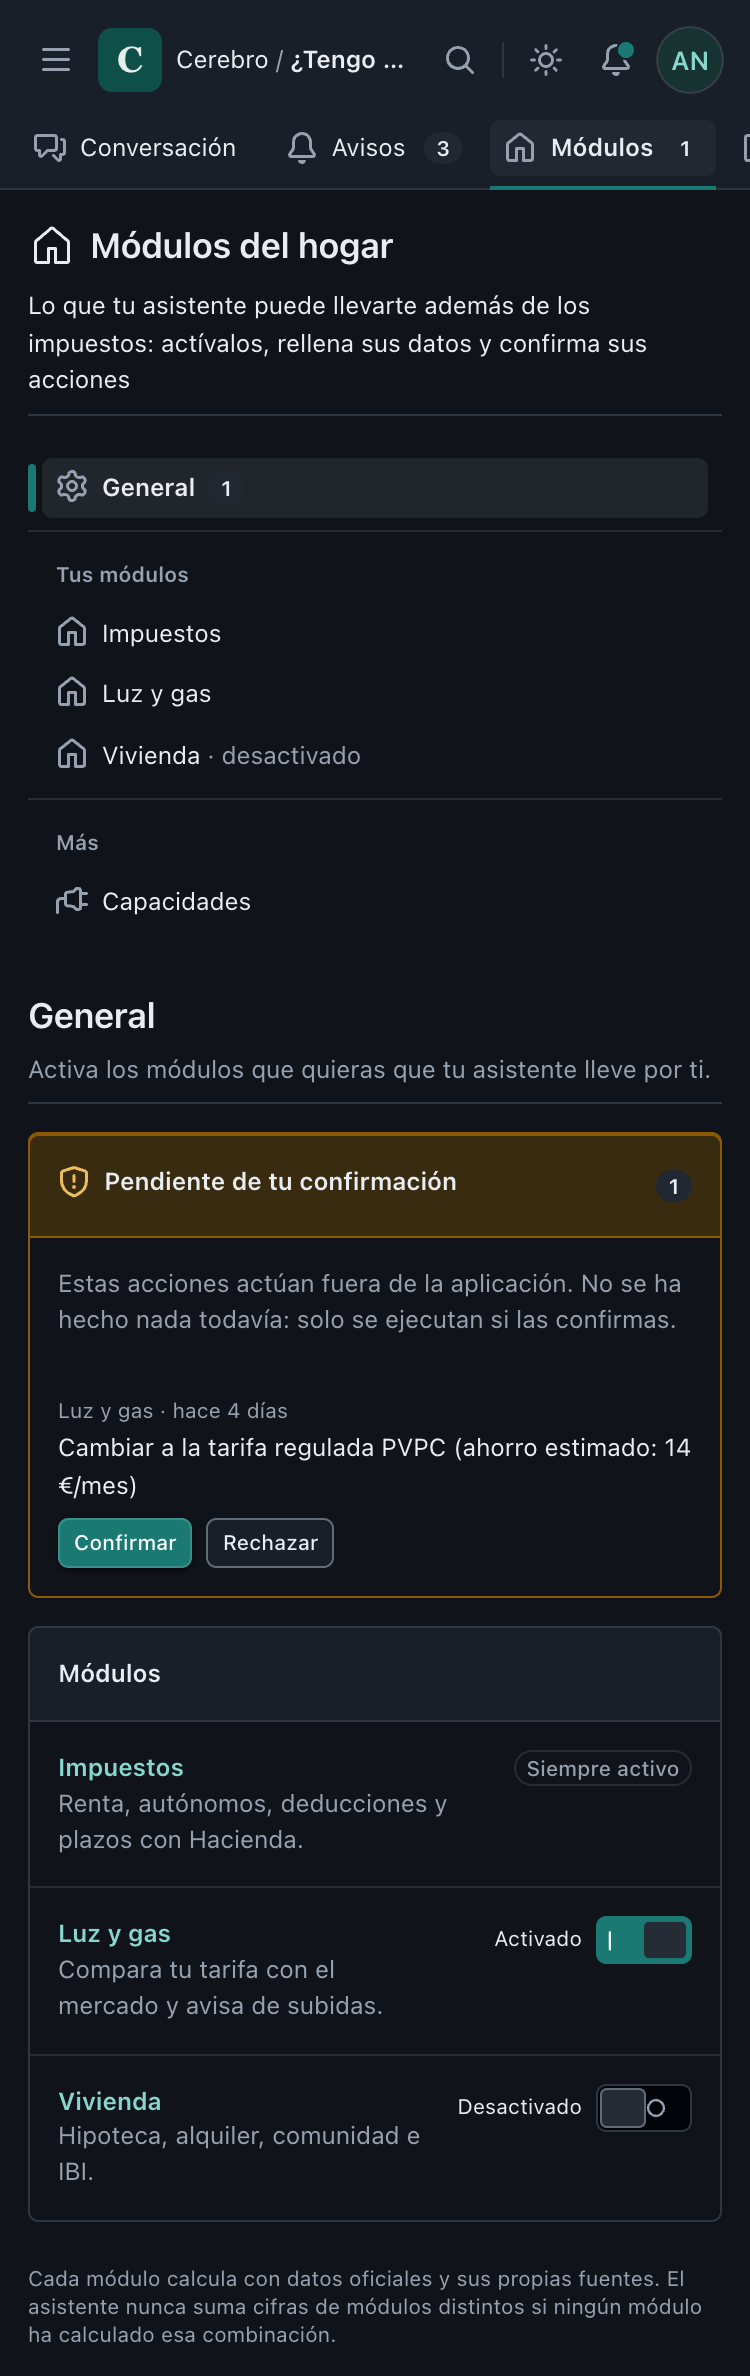 C Cerebro / ¿Tengo ... AN
Conversación Avisos 3 Módulos 1
Módulos del hogar
Lo que tu asistente puede llevarte además de los
impuestos: actívalos, rellena sus datos y confirma sus
acciones
General 1
Tus módulos
Impuestos
Luz y gas
Vivienda · desactivado
Más
Capacidades
General
Activa los módulos que quieras que tu asistente lleve por ti.
Pendiente de tu confirmación 1
Estas acciones actúan fuera de la aplicación. No se ha
hecho nada todavía: solo se ejecutan si las confirmas.
Luz y gas · hace 4 días
Cambiar a la tarifa regulada PVPC (ahorro estimado: 14
€/mes)
Confirmar Rechazar
Módulos
Impuestos Siempre activo
Renta, autónomos, deducciones y
plazos con Hacienda.
Luz y gas Activado
Compara tu tarifa con el
mercado y avisa de subidas.
Vivienda Desactivado
Hipoteca, alquiler, comunidad e
IBI.
Cada módulo calcula con datos oficiales y sus propias fuentes. El
asistente nunca suma cifras de módulos distintos si ningún módulo
ha calculado esa combinación.